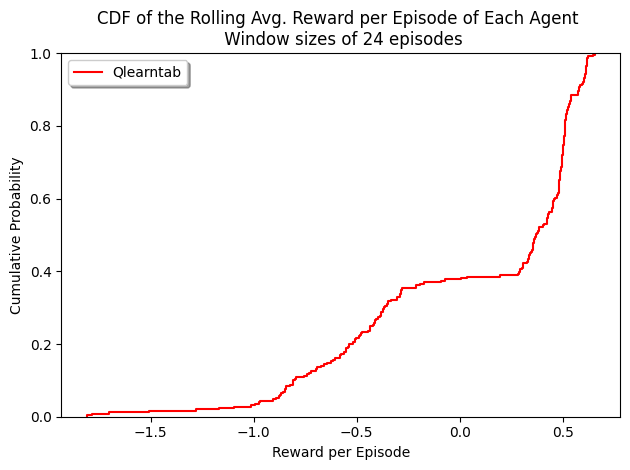 CDF of the Rolling Avg. Reward per Episode of Each Agent
Window sizes of 24 episodes
Qlearntab
1.0
0.8
0.6
0.4
0.2
0.0
Cumulative Probability
−1.5
−1.0
−0.5
0.0
0.5
Reward per Episode